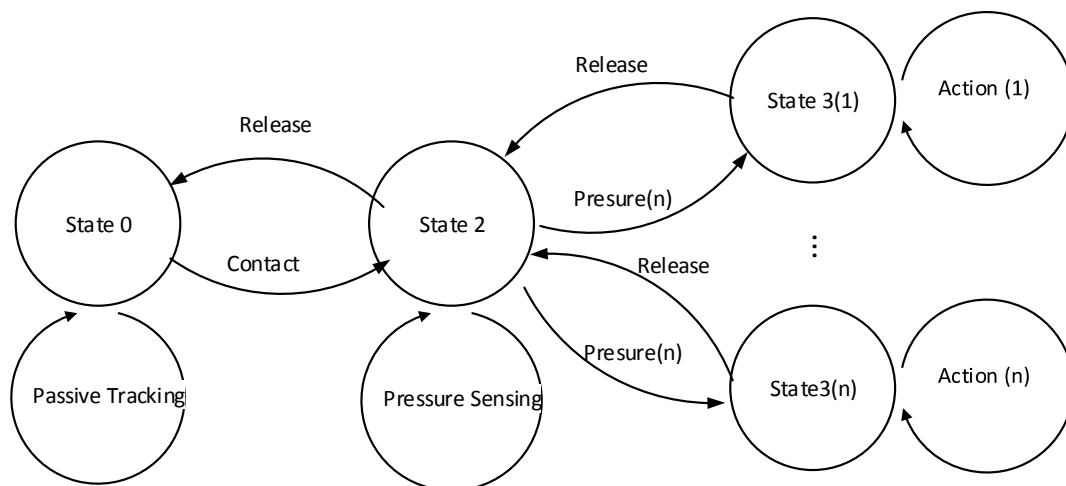 Release
State 3(1)
Action (1)
Release
State 0
State 2
Presure(n)
Contact
⋮
Release
Presure(n)
Passive Tracking
Pressure Sensing
State3(n)
Action (n)